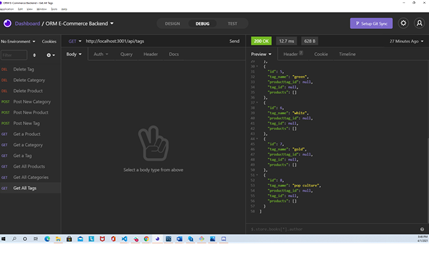 Dashboard / ORM E-Commerce Backend
DESIGN
DEBUG
TEST
Setup Git Sync
No Environment
Cookies
GET
http://localhost:3001/api/tags
Send
200 OK
12.7 ms
628 B
37 Minutes Ago
Filter
Body
Auth
Query
Header
Docs
Preview
Header
Cookie
Timeline
DEL Delete Tag
DEL Delete Category
DEL Delete Product
POST Post New Category
POST Post New Product
POST Post New Tag
GET Get a Product
GET Get a Category
GET Get a Tag
GET Get All Products
GET Get All Categories
GET Get All Tags
Select a body type from above
{
"id": 5,
"tag_name": "green",
"productTag_id": null,
"tag_id": null,
"products": []
},
{
"id": 6,
"tag_name": "white",
"productTag_id": null,
"tag_id": null,
"products": []
},
{
"id": 7,
"tag_name": "gold",
"productTag_id": null,
"tag_id": null,
"products": []
},
{
"id": 8,
"tag_name": "pop culture",
"productTag_id": null,
"tag_id": null,
"products": []
}
]